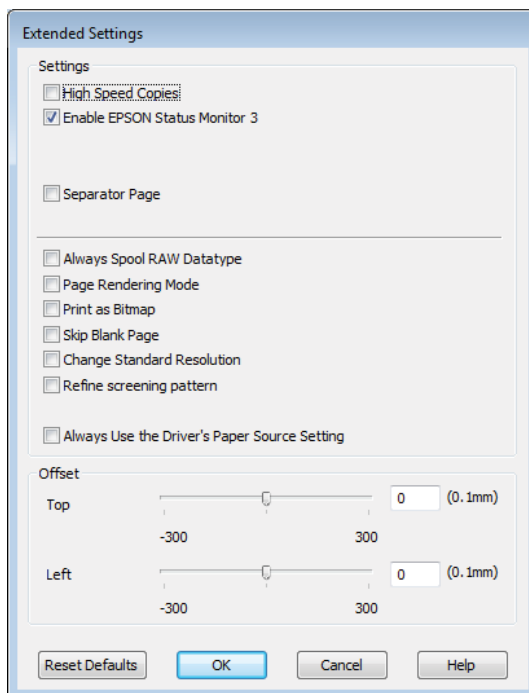 Extended Settings
Settings
High Speed Copies
Enable EPSON Status Monitor 3
Separator Page
Always Spool RAW Datatype
Page Rendering Mode
Print as Bitmap
Skip Blank Page
Change Standard Resolution
Refine screening pattern
Always Use the Driver's Paper Source Setting
Offset
Top 0 (0.1mm)
-300 300
Left 0 (0.1mm)
-300 300
Reset Defaults OK Cancel Help